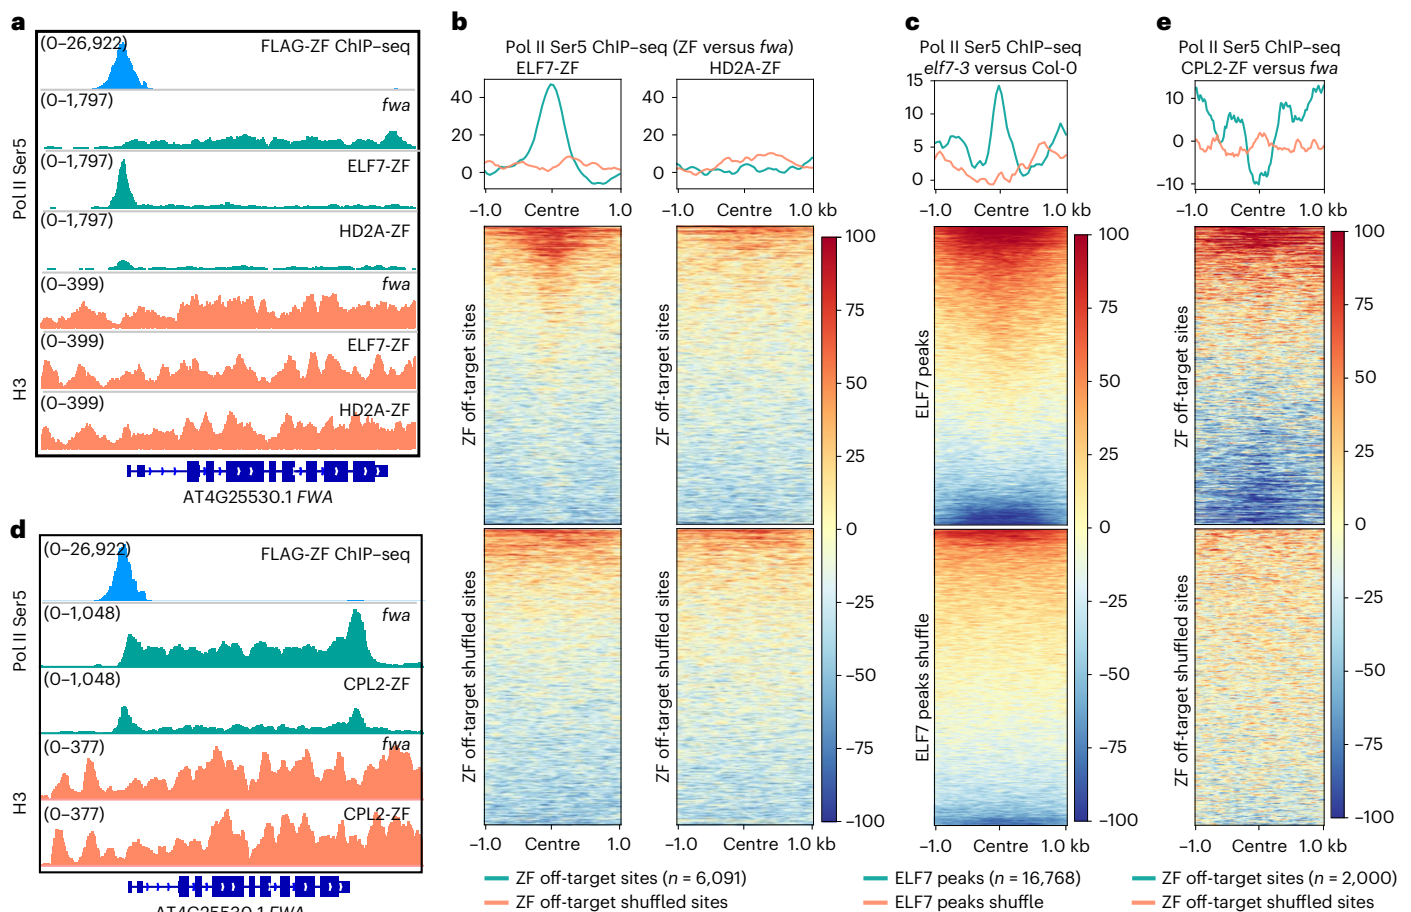 a
(0–26,922)
FLAG-ZF ChIP–seq
(0–1,797)
fwa
(0–1,797)
ELF7-ZF
(0–1,797)
HD2A-ZF
(0–399)
fwa
(0–399)
ELF7-ZF
(0–399)
HD2A-ZF
Pol II Ser5
H3
AT4G25530.1 FWA
d
(0–26,922)
FLAG-ZF ChIP–seq
(0–1,048)
fwa
(0–1,048)
CPL2-ZF
(0–377)
fwa
(0–377)
CPL2-ZF
Pol II Ser5
H3
AT4G25530.1 FWA
b
Pol II Ser5 ChIP–seq (ZF versus fwa)
ELF7-ZF
HD2A-ZF
40
20
0
40
20
0
–1.0 Centre 1.0
–1.0 Centre 1.0 kb
ZF off-target sites
ZF off-target sites
ZF off-target shuffled sites
ZF off-target shuffled sites
100
75
50
25
0
–25
–50
–75
–100
–1.0 Centre 1.0
–1.0 Centre 1.0 kb
ZF off-target sites (n = 6,091)
ZF off-target shuffled sites
c
Pol II Ser5 ChIP–seq
elf7-3 versus Col-0
15
10
5
0
–1.0 Centre 1.0 kb
ELF7 peaks
ELF7 peaks shuffle
100
75
50
25
0
–25
–50
–75
–100
–1.0 Centre 1.0 kb
ELF7 peaks (n = 16,768)
ELF7 peaks shuffle
e
Pol II Ser5 ChIP–seq
CPL2-ZF versus fwa
10
0
–10
–1.0 Centre 1.0 kb
ZF off-target sites
ZF off-target shuffled sites
100
75
50
25
0
–25
–50
–75
–100
–1.0 Centre 1.0 kb
ZF off-target sites (n = 2,000)
ZF off-target shuffled sites